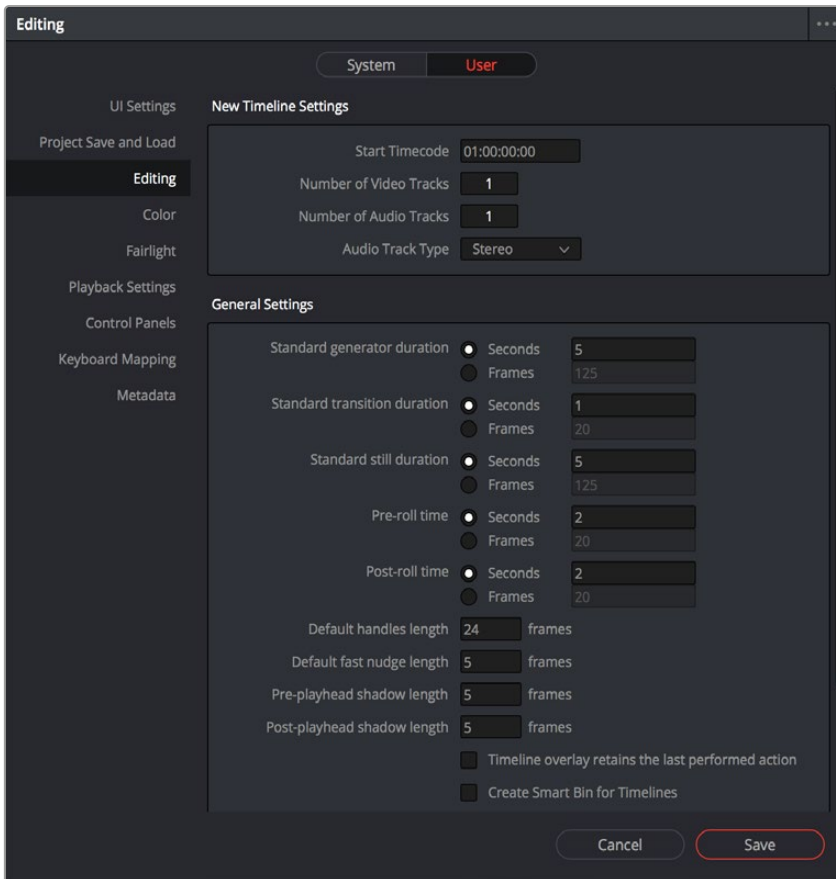 Editing
System User
UI Settings
Project Save and Load
Editing
Color
Fairlight
Playback Settings
Control Panels
Keyboard Mapping
Metadata
New Timeline Settings
Start Timecode 01:00:00:00
Number of Video Tracks 1
Number of Audio Tracks 1
Audio Track Type Stereo
General Settings
Standard generator duration Seconds 5
Frames 125
Standard transition duration Seconds 1
Frames 20
Standard still duration Seconds 5
Frames 125
Pre-roll time Seconds 2
Frames 20
Post-roll time Seconds 2
Frames 20
Default handles length 24 frames
Default fast nudge length 5 frames
Pre-playhead shadow length 5 frames
Post-playhead shadow length 5 frames
Timeline overlay retains the last performed action
Create Smart Bin for Timelines
Cancel Save